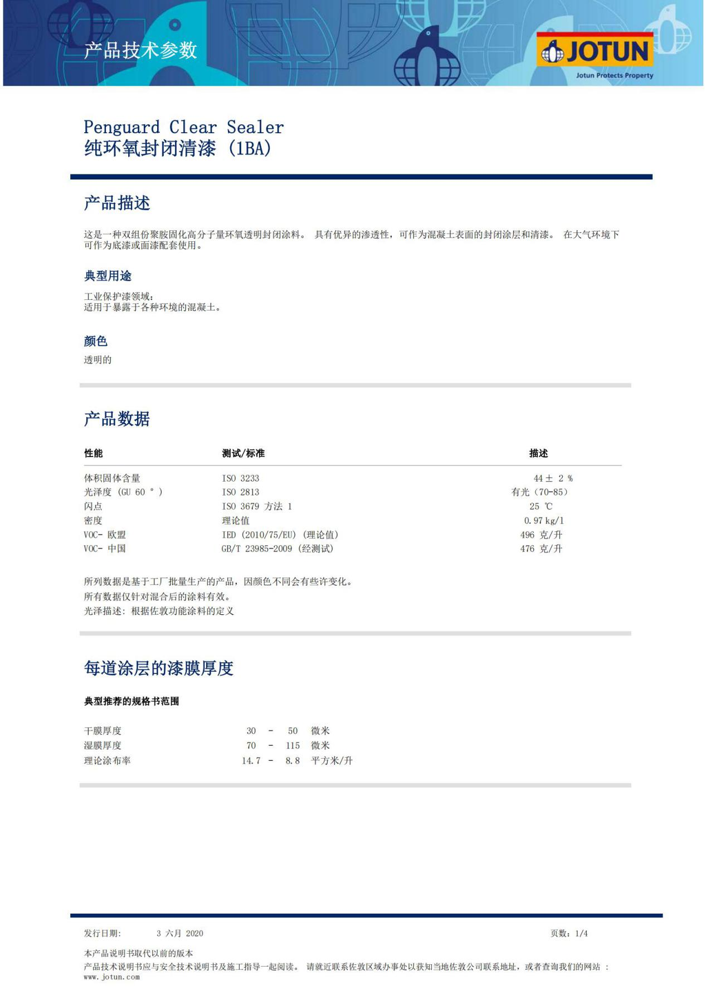 产品技术参数
JOTUN
Jotun Protects Property
Penguard Clear Sealer
纯环氧封闭清漆 (1BA)
产品描述
这是一种双组份聚胺固化高分子量环氧透明封闭涂料。 具有优异的渗透性，可作为混凝土表面的封闭涂层和清漆。 在大气环境下
可作为底漆或面漆配套使用。
典型用途
工业保护漆领域:
适用于暴露于各种环境的混凝土。
颜色
透明的
产品数据
性能 测试/标准 描述
体积固体含量 ISO 3233 44± 2 %
光泽度 (GU 60 °) ISO 2813 有光（70-85）
闪点 ISO 3679 方法 1 25 ℃
密度 理论值 0.97 kg/l
VOC- 欧盟 IED (2010/75/EU) (理论值) 496 克/升
VOC- 中国 GB/T 23985-2009 (经测试) 476 克/升
所列数据是基于工厂批量生产的产品，因颜色不同会有些许变化。
所有数据仅针对混合后的涂料有效。
光泽描述: 根据佐敦功能涂料的定义
每道涂层的漆膜厚度
典型推荐的规格书范围
干膜厚度 30 - 50 微米
湿膜厚度 70 - 115 微米
理论涂布率 14.7 - 8.8 平方米/升
发行日期: 3 六月 2020 页数: 1/4
本产品说明书取代以前的版本
产品技术说明书应与安全技术说明书及施工指导一起阅读。 请就近联系佐敦区域办事处以获知当地佐敦公司联系地址，或者查询我们的网站 :
www.jotun.com